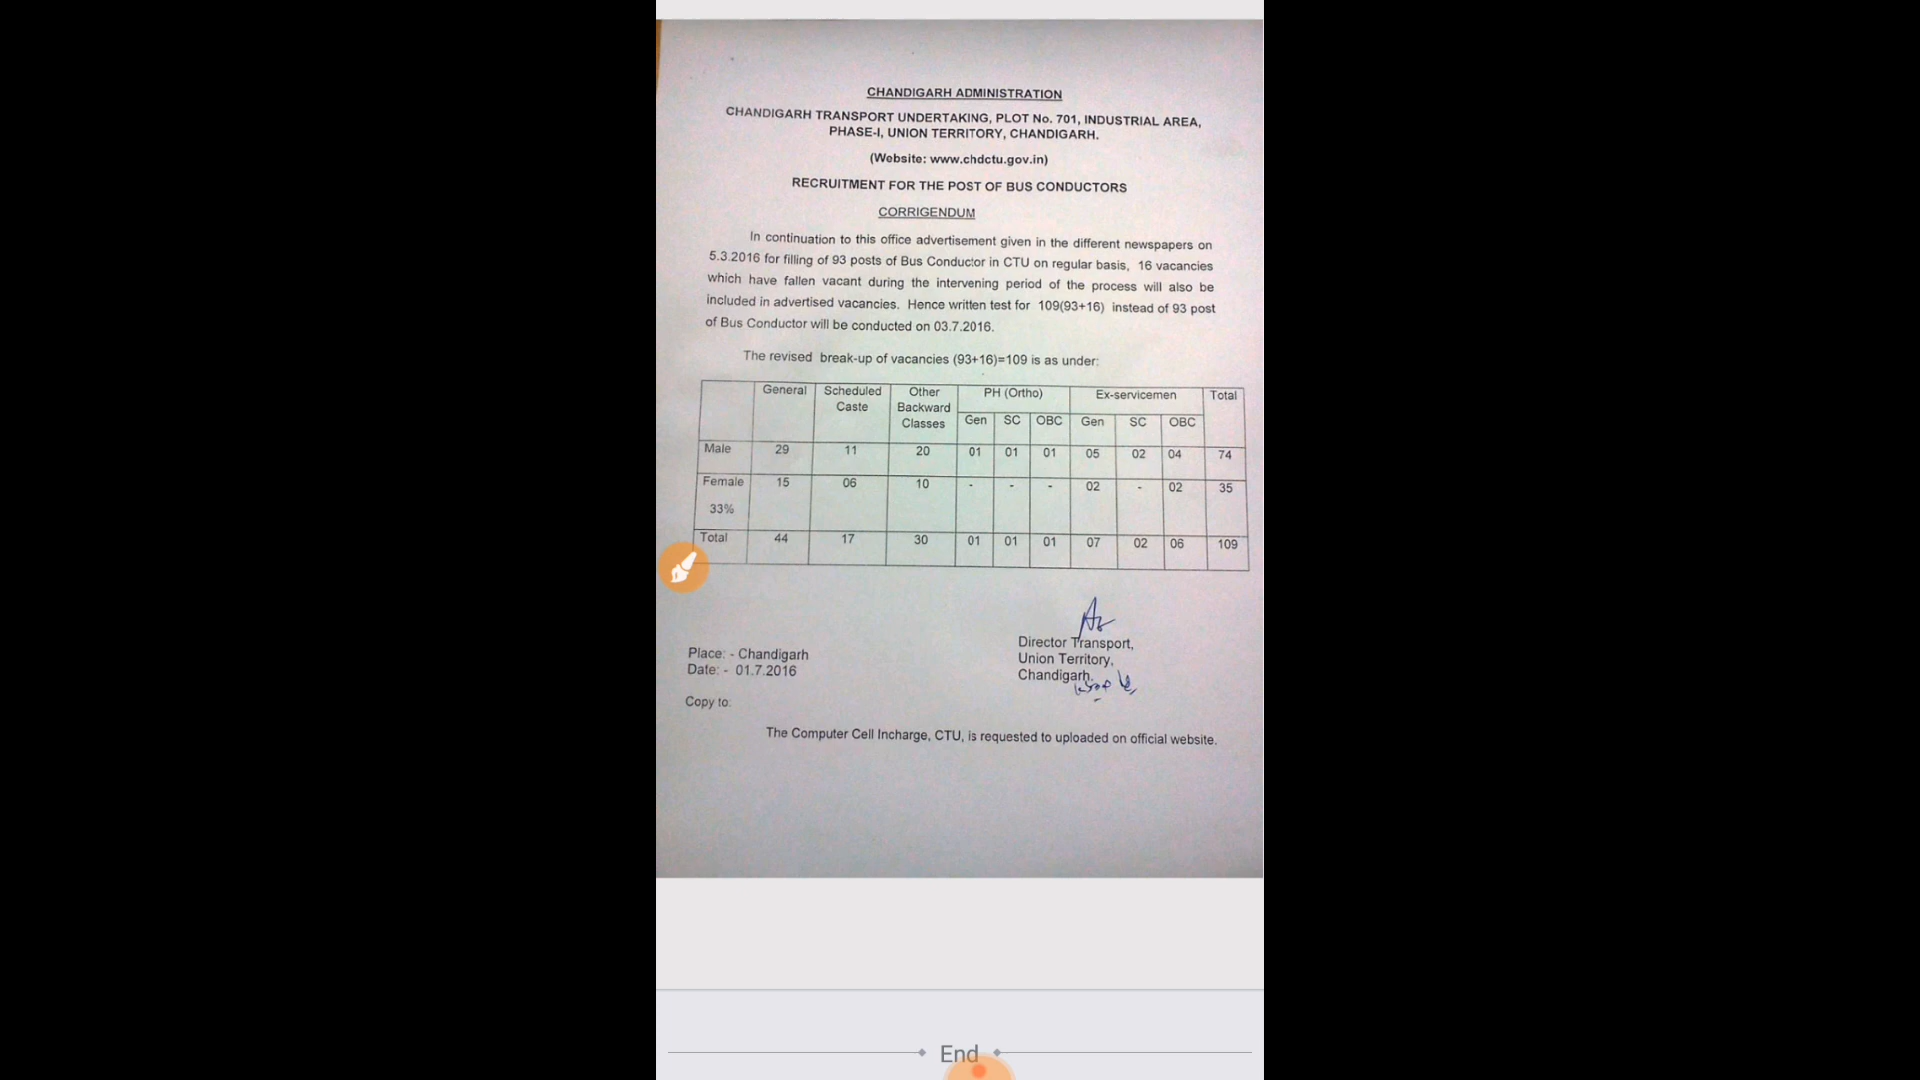 CHANDIGARH ADMINISTRATION
CHANDIGARH TRANSPORT UNDERTAKING, PLOT No. 701, INDUSTRIAL AREA,
PHASE-I, UNION TERRITORY, CHANDIGARH.
(Website: www.chdctu.gov.in)
RECRUITMENT FOR THE POST OF BUS CONDUCTORS
CORRIGENDUM
In continuation to this office advertisement given in the different newspapers on
5.3.2016 for filling of 93 posts of Bus Conductor in CTU on regular basis, 16 vacancies
which have fallen vacant during the intervening period of the process will also be
included in advertised vacancies. Hence written test for 109(93+16) instead of 93 post
of Bus Conductor will be conducted on 03.7.2016.
The revised break-up of vacancies (93+16)=109 is as under:
General Scheduled Caste Other Backward Classes PH (Ortho) Ex-servicemen Total
Gen SC OBC Gen SC OBC
Male 29 11 20 01 01 01 05 02 04 74
Female 15 06 10 - - - 02 - 02 35
33%
Total 44 17 30 01 01 01 07 02 06 109
Director Transport,
Union Territory,
Chandigarh.
Place: - Chandigarh
Date: - 01.7.2016
Copy to:
The Computer Cell Incharge, CTU, is requested to uploaded on official website.
End